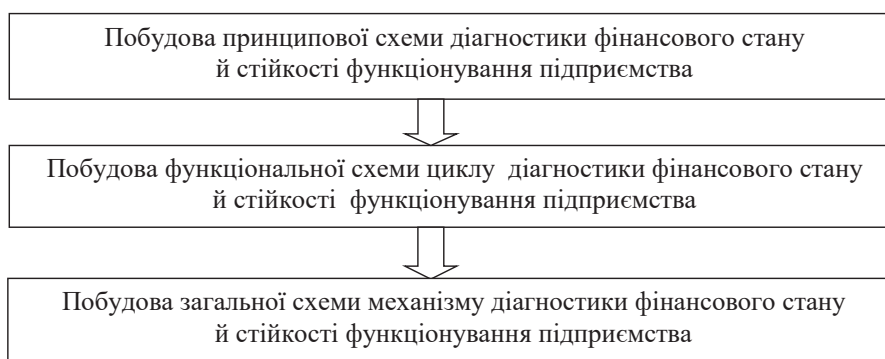 Побудова принципової схеми діагностики фінансового стану
й стійкості функціонування підприємства
Побудова функціональної схеми циклу діагностики фінансового стану
й стійкості функціонування підприємства
Побудова загальної схеми механізму діагностики фінансового стану
й стійкості функціонування підприємства